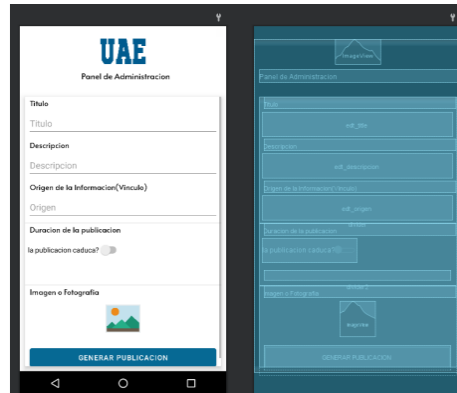 UAE
Panel de Administracion
Titulo
Titulo
Descripcion
Descripcion
Origen de la Informacion(Vinculo)
Origen
Duracion de la publicacion
la publicacion caduca?
Imagen o Fotografia
GENERAR PUBLICACION
ImageView
Panel de Administracion
Titulo
edt_title
Descripcion
edt_descripcion
Origen de la Informacion(Vinculo)
edt_origen
Duracion de la publicacion
la publicacion caduca?
Imagen o Fotografia
GENERAR PUBLICACION